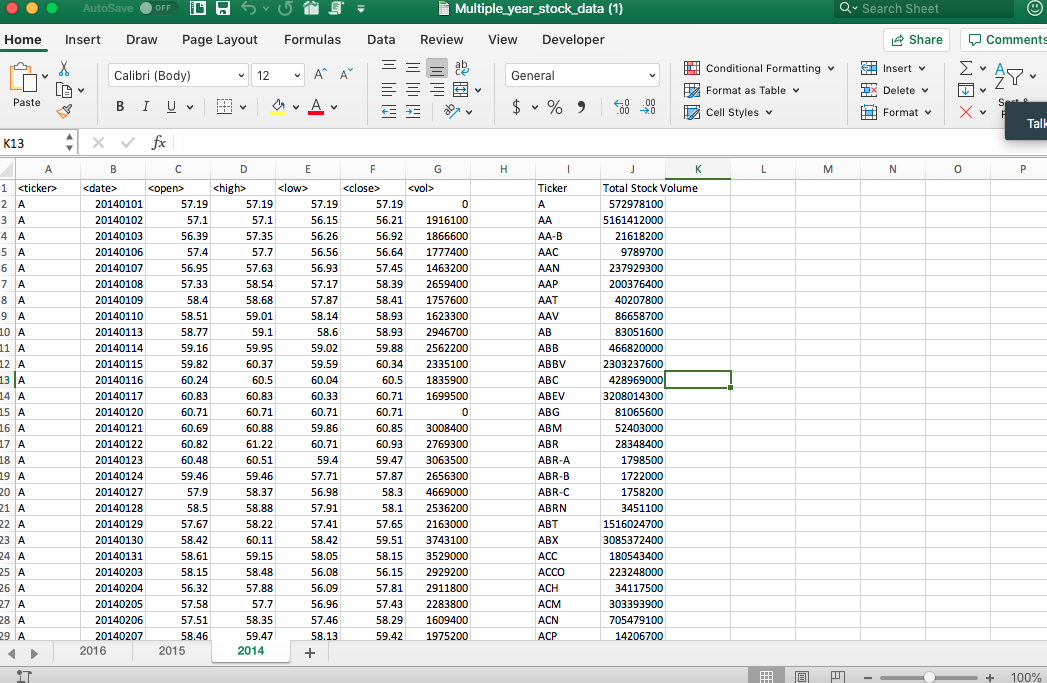 AutoSave OFF Multiple_year_stock_data (1) Search Sheet
Home Insert Draw Page Layout Formulas Data Review View Developer Share Comments
Paste Calibri (Body) 12 A A ab General Conditional Formatting Insert
B I U A $ % Format as Table Delete
Cell Styles Format
Talk
K13 fx
A B C D E F G H I J K L M N O P
1 <ticker> <date> <open> <high> <low> <close> <vol> Ticker Total Stock Volume
2 A 20140101 57.19 57.19 57.19 57.19 0 A 572978100
3 A 20140102 57.1 57.1 56.15 56.21 1916100 AA 5161412000
4 A 20140103 56.39 57.35 56.26 56.92 1866600 AA-B 21618200
5 A 20140106 57.4 57.7 56.56 56.64 1777400 AAC 9789700
6 A 20140107 56.95 57.63 56.93 57.45 1463200 AAN 237929300
7 A 20140108 57.33 58.54 57.17 58.39 2659400 AAP 200376400
8 A 20140109 58.4 58.68 57.87 58.41 1757600 AAT 40207800
9 A 20140110 58.51 59.01 58.14 58.93 1623300 AAV 86658700
10 A 20140113 58.77 59.1 58.6 58.93 2946700 AB 83051600
11 A 20140114 59.16 59.95 59.02 59.88 2562200 ABB 466820000
12 A 20140115 59.82 60.37 59.59 60.34 2335100 ABBV 2303237600
13 A 20140116 60.24 60.5 60.04 60.5 1835900 ABC 428969000
14 A 20140117 60.83 60.83 60.33 60.71 1699500 ABEV 3208014300
15 A 20140120 60.71 60.71 60.71 60.71 0 ABG 81065600
16 A 20140121 60.69 60.88 59.86 60.85 3008400 ABM 52403000
17 A 20140122 60.82 61.22 60.71 60.93 2769300 ABR 28348400
18 A 20140123 60.48 60.51 59.4 59.47 3063500 ABR-A 1798500
19 A 20140124 59.46 59.46 57.71 57.87 2656300 ABR-B 1722000
20 A 20140127 57.9 58.37 56.98 58.3 4669000 ABR-C 1758200
21 A 20140128 58.5 58.88 57.91 58.1 2536200 ABRN 3451100
22 A 20140129 57.67 58.22 57.41 57.65 2163000 ABT 1516024700
23 A 20140130 58.42 60.11 58.42 59.51 3743100 ABX 3085372400
24 A 20140131 58.61 59.15 58.05 58.15 3529000 ACC 180543400
25 A 20140203 58.15 58.48 56.08 56.15 2929200 ACCO 223248000
26 A 20140204 56.32 57.88 56.09 57.81 2911800 ACH 34117500
27 A 20140205 57.58 57.7 56.96 57.43 2283800 ACM 303393900
28 A 20140206 57.51 58.35 57.46 58.29 1609400 ACN 705479100
29 A 20140207 58.46 59.47 58.13 59.42 1975200 ACP 14206700
2016 2015 2014 +
100%